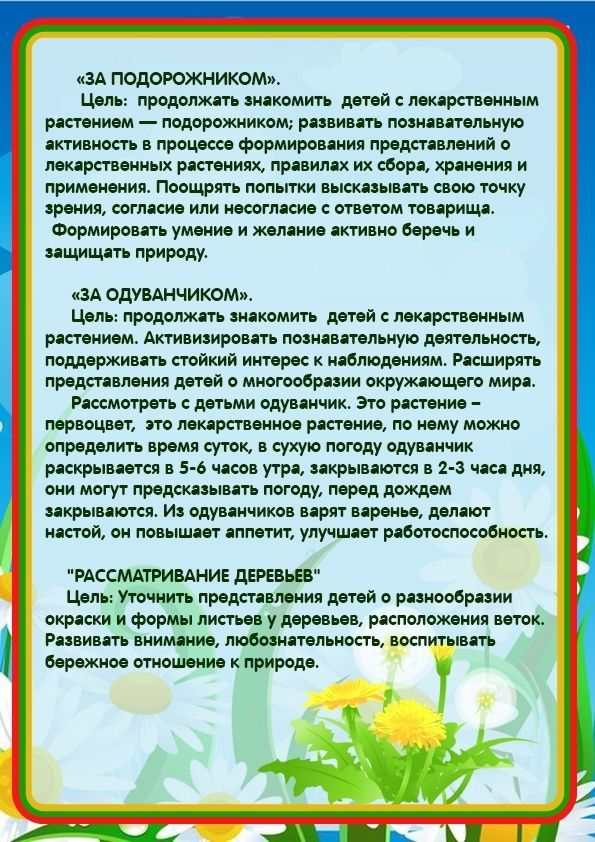 «ЗА ПОДОРОЖНИКОМ».
Цель: продолжать знакомить детей с лекарственным
растением — подорожником; развивать познавательную
активность в процессе формирования представлений о
лекарственных растениях, правилах их сбора, хранения и
применения. Поощрять попытки высказывать свою точку
зрения, согласие или несогласие с ответом товарища.
Формировать умение и желание активно беречь и
защищать природу.
«ЗА ОДУВАНЧИКОМ».
Цель: продолжать знакомить детей с лекарственным
растением. Активизировать познавательную деятельность,
поддерживать стойкий интерес к наблюдениям. Расширять
представления детей о многообразии окружающего мира.
Рассмотреть с детьми одуванчик. Это растение –
первоцвет, это лекарственное растение, по нему можно
определить время суток, в сухую погоду одуванчик
раскрывается в 5-6 часов утра, закрываются в 2-3 часа дня,
они могут предсказывать погоду, перед дождем
закрываются. Из одуванчиков варят варенье, делают
настой, он повышает аппетит, улучшает работоспособность.
"РАССМАТРИВАНИЕ ДЕРЕВЬЕВ"
Цель: Уточнить представления детей о разнообразии
окраски и формы листьев у деревьев, расположения веток.
Развивать внимание, любознательность, воспитывать
бережное отношение к природе.